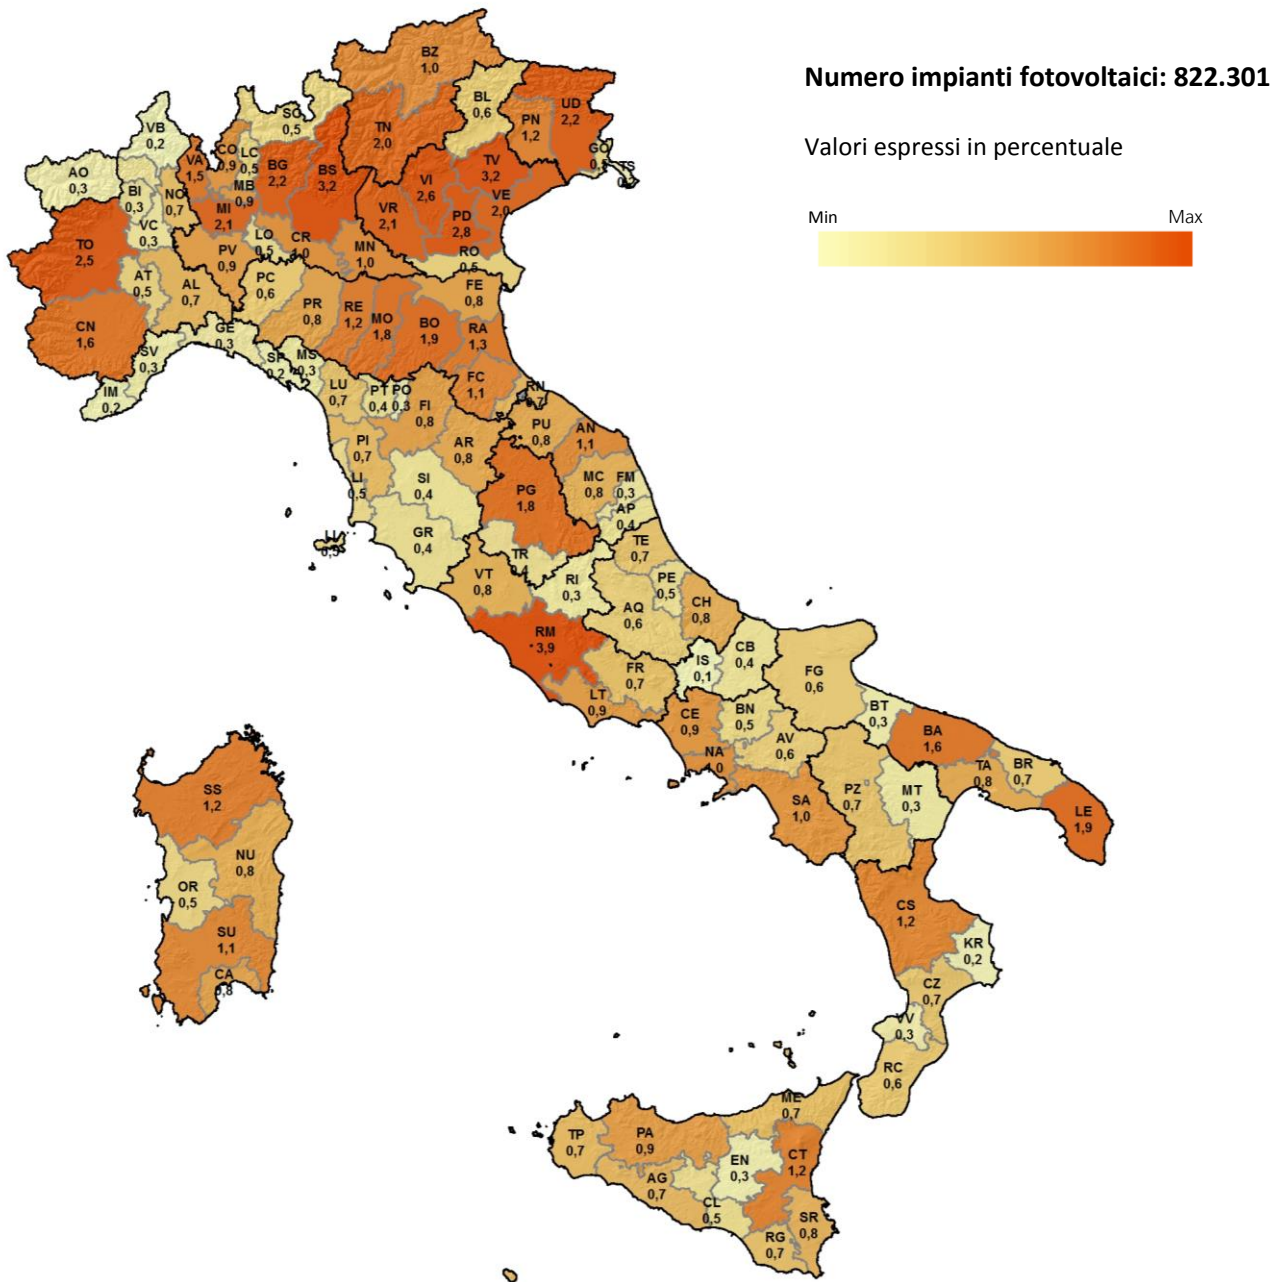 Numero impianti fotovoltaici: 822.301
Valori espressi in percentuale
Min
Max
BZ
1,0
SO
0,5
BL
0,6
UD
2,2
PN
1,2
GO
TS
VB
0,2
TN
2,0
CO
0,9
LC
0,5
VA
1,5
BG
2,2
BS
3,2
TV
3,2
VI
2,6
AO
0,3
BI
0,3
NO
0,7
MB
0,9
MI
2,1
VR
2,1
PD
2,8
VE
2,0
VC
0,3
TO
2,5
PV
0,9
LO
0,5
CR
1,0
MN
1,0
RO
0,5
AT
0,5
AL
0,7
PC
0,6
FE
0,8
PR
0,8
RE
1,2
MO
1,8
BO
1,9
RA
1,3
CN
1,6
GE
0,3
SV
0,3
SP
0,2
MS
0,3
IM
0,2
LU
0,7
PT
0,4
PO
0,3
FI
0,8
FC
1,1
RN
PU
0,8
AN
1,1
PI
0,7
AR
0,8
LI
0,5
SI
0,4
PG
1,8
MC
0,8
FM
0,3
AP
0,4
GR
0,4
LI
0,5
TR
0,4
TE
0,7
VT
0,8
RI
0,3
PE
0,5
AQ
0,6
CH
0,8
RM
3,9
FR
0,7
IS
0,1
CB
0,4
FG
0,6
LT
0,9
CE
0,9
BN
0,5
BT
0,3
AV
0,6
BA
1,6
NA
1,0
TA
0,8
BR
0,7
SA
1,0
PZ
0,7
MT
0,3
LE
1,9
SS
1,2
NU
0,8
OR
0,5
SU
1,1
CA
0,8
CS
1,2
KR
0,2
CZ
0,7
VV
0,3
RC
0,6
ME
0,7
TP
0,7
PA
0,9
EN
0,3
CT
1,2
AG
0,7
CL
0,5
SR
0,8
RG
0,7